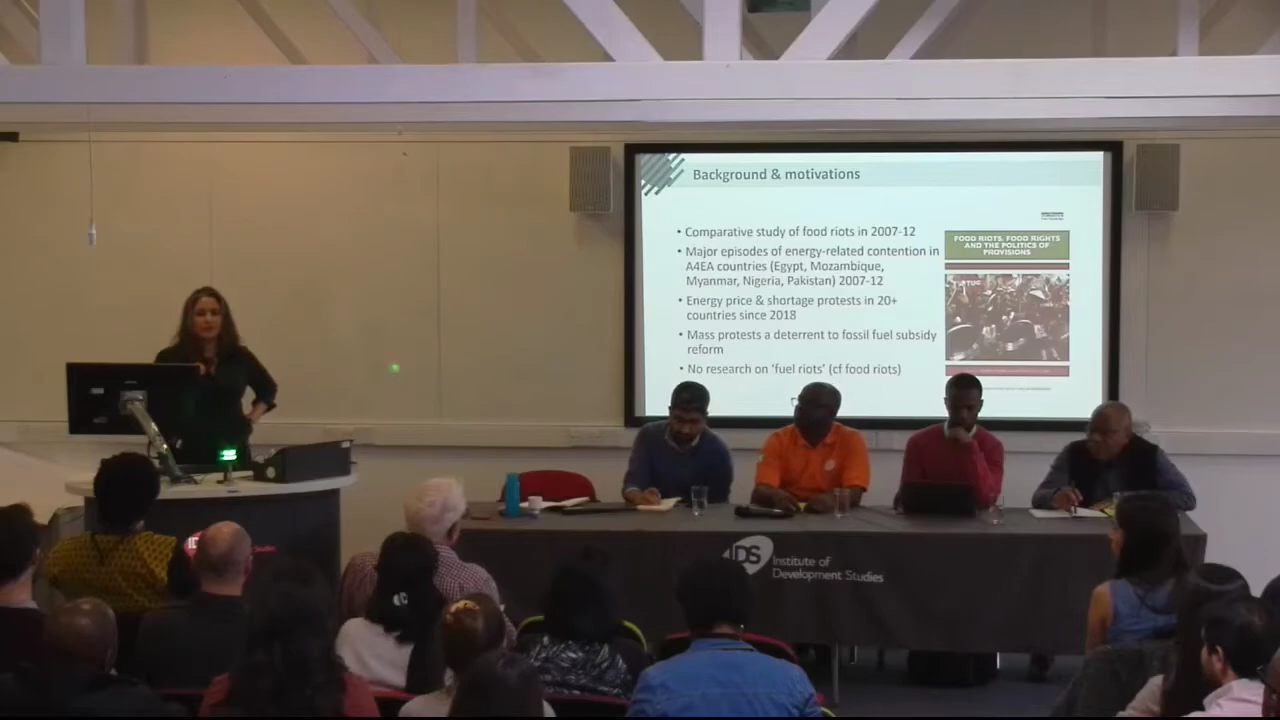 Background & motivations
• Comparative study of food riots in 2007-12
• Major episodes of energy-related contention in
A4EA countries (Egypt, Mozambique,
Myanmar, Nigeria, Pakistan) 2007-12
• Energy price & shortage protests in 20+
countries since 2018
• Mass protests a deterrent to fossil fuel subsidy
reform
• No research on 'fuel riots' (cf food riots)
FOOD RIOTS, FOOD RIGHTS
AND THE POLITICS OF
PROVISIONS
IDS
Institute of
Development Studies